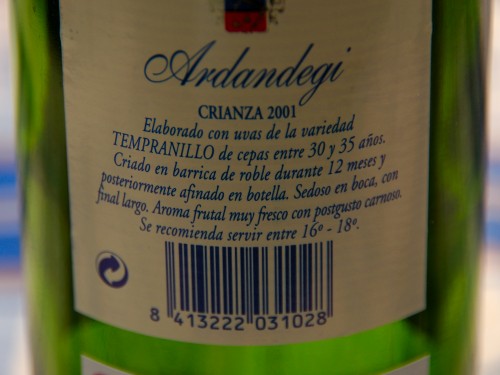 Ardandegi
CRIANZA 2001
Elaborado con uvas de la variedad
TEMPRANILLO de cepas entre 30 y 35 años.
Criado en barrica de roble durante 12 meses y
posteriormente afinado en botella. Sedoso en boca, con
final largo. Aroma frutal muy fresco con postgusto carnoso.
Se recomienda servir entre 16º - 18º.
8 413222 031028